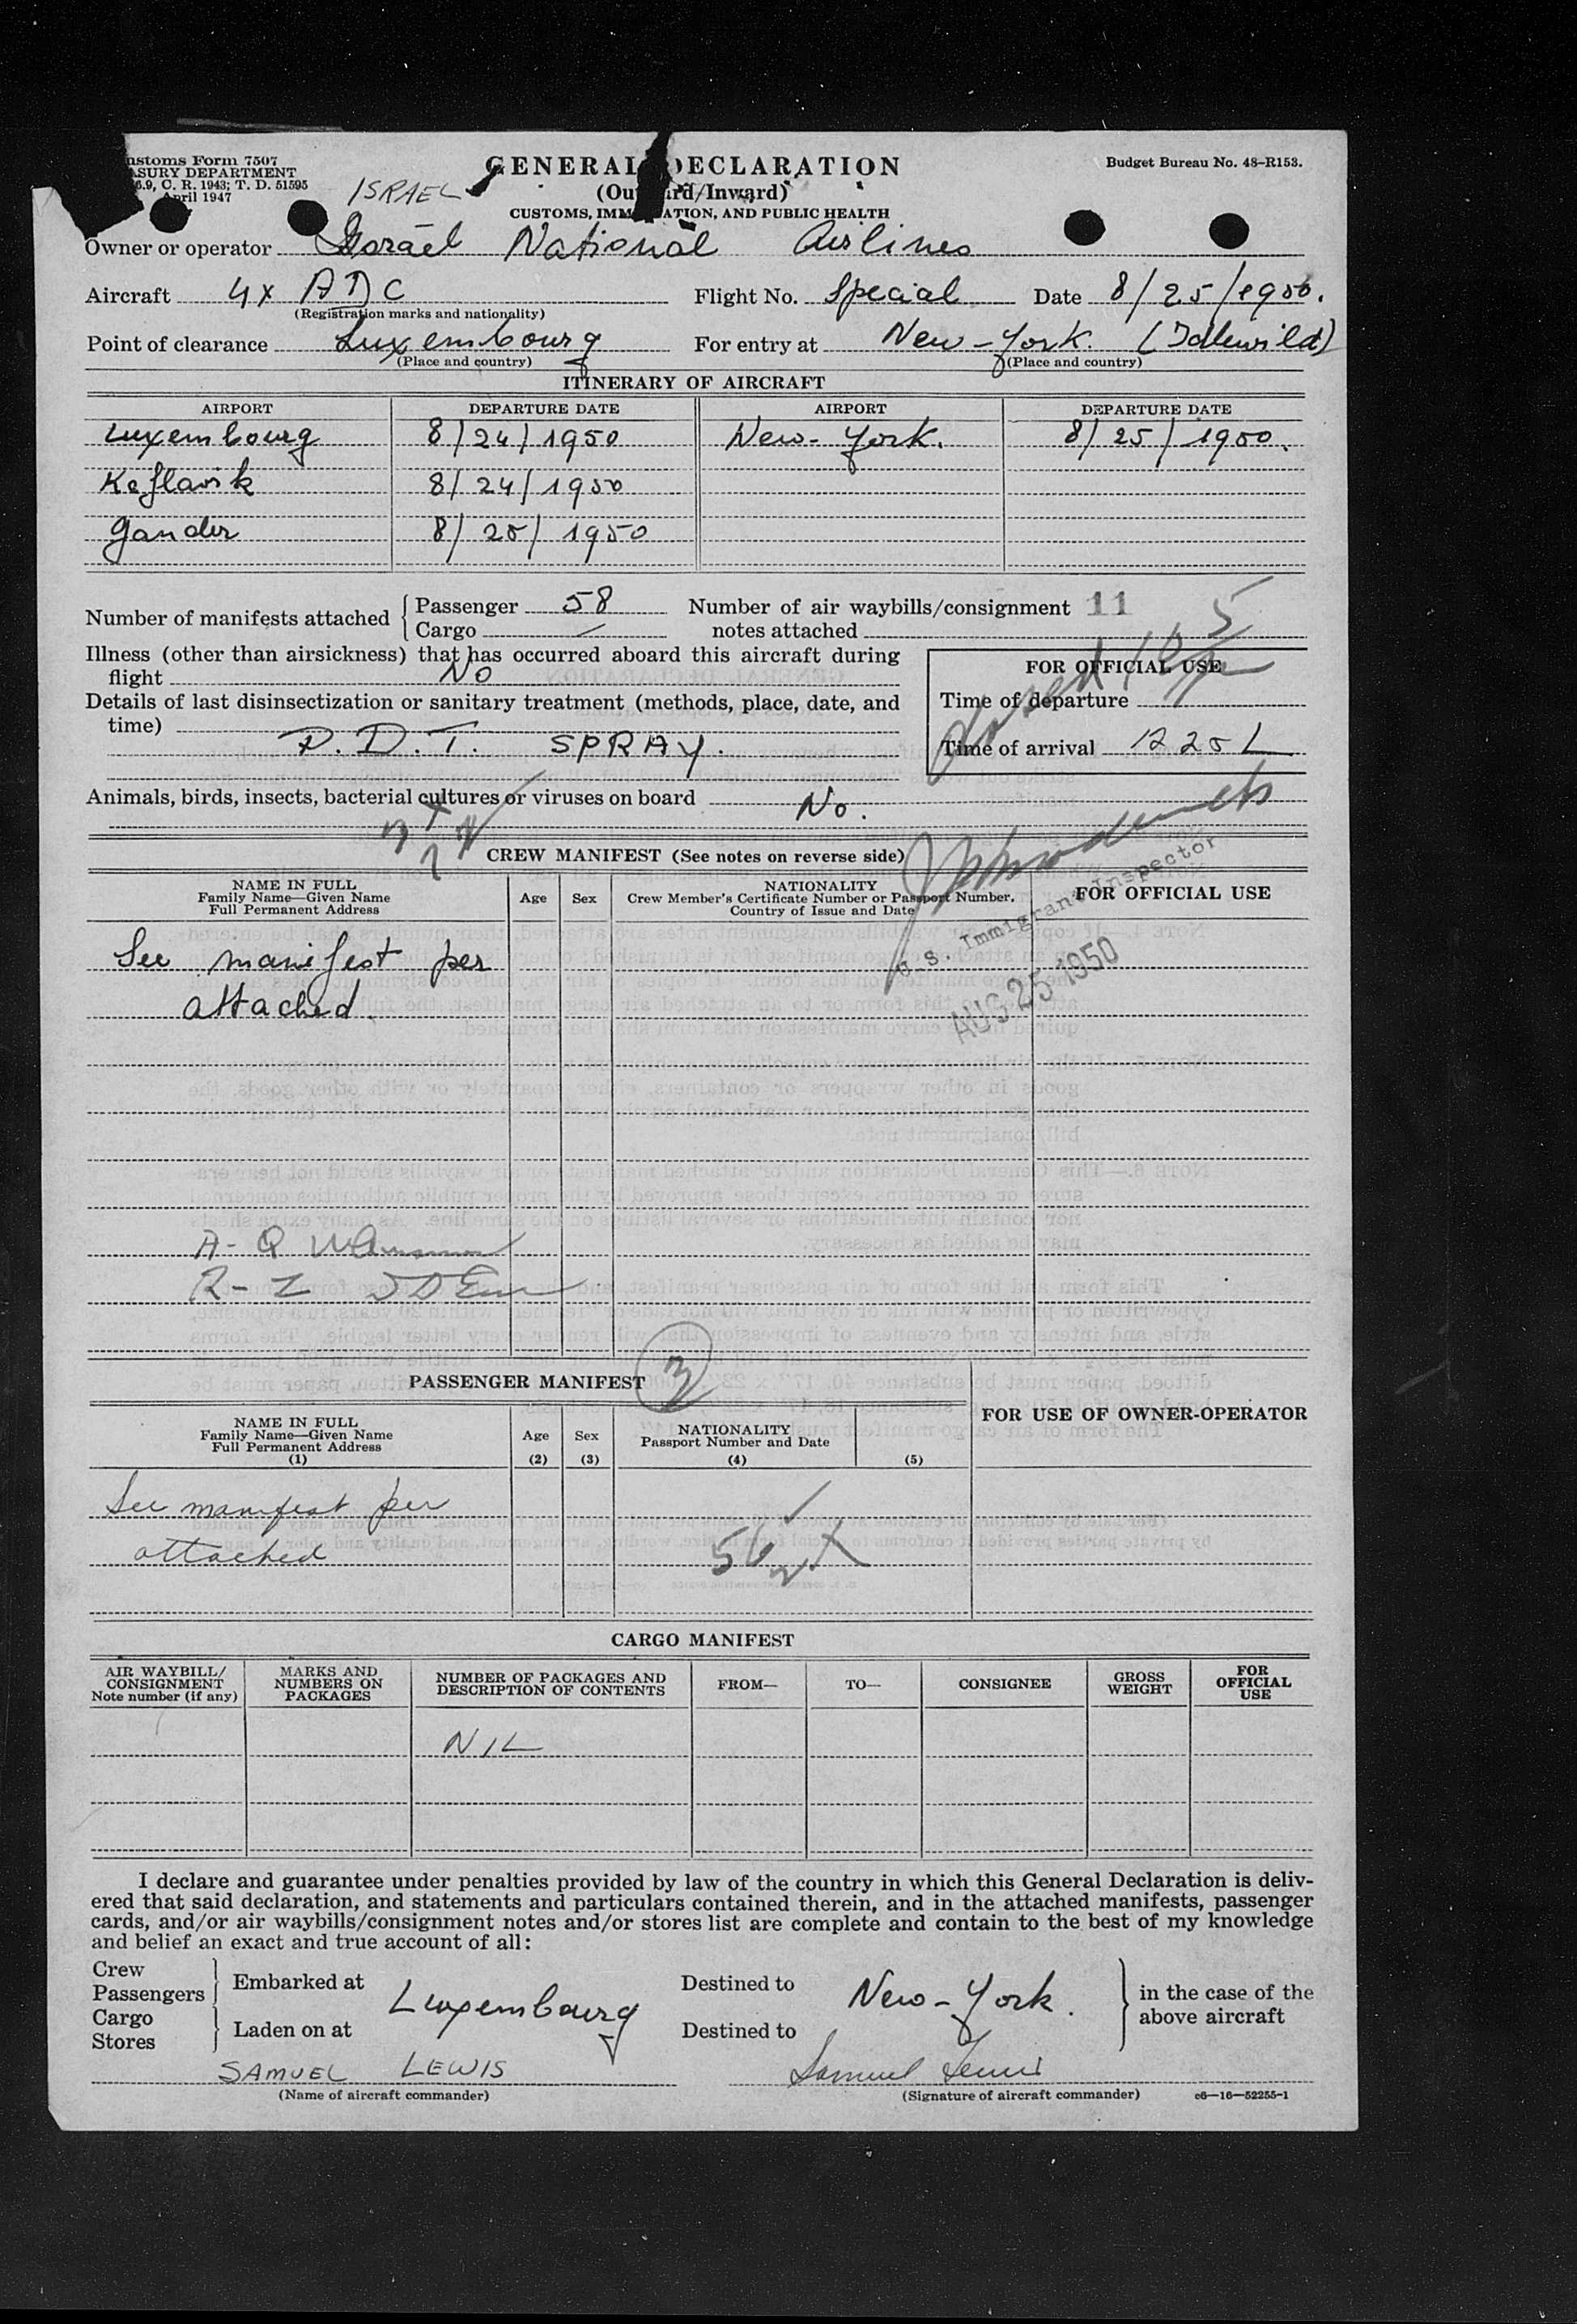 ustoms Form 7507
ASURY DEPARTMENT
6.9, C. R. 1943; T. D. 51595
April 1947
GENERAL DECLARATION
(Ou rd/Inward)
CUSTOMS, IMM ATION, AND PUBLIC HEALTH
Budget Bureau No. 48–R153.
ISRAEL
Owner or operator Israel National Airlines
Aircraft 4X ADC Flight No. Special Date 8/25/1950.
(Registration marks and nationality)
Point of clearance Luxembourg For entry at New-York. (Idlewild)
(Place and country) (Place and country)
ITINERARY OF AIRCRAFT
AIRPORT DEPARTURE DATE AIRPORT DEPARTURE DATE
Luxembourg 8/24/1950 New-York. 8/25/1950.
Keflavik 8/24/1950
Gander 8/25/1950
Number of manifests attached { Passenger 58 Number of air waybills/consignment 11
Cargo — notes attached
Illness (other than airsickness) that has occurred aboard this aircraft during
flight No
FOR OFFICIAL USE
Details of last disinsectization or sanitary treatment (methods, place, date, and
time)
D.D.T. SPRAY.
Time of departure
Time of arrival 1225 L
Animals, birds, insects, bacterial cultures or viruses on board No.
CREW MANIFEST (See notes on reverse side)
NAME IN FULL
Family Name—Given Name
Full Permanent Address
Age Sex
NATIONALITY
Crew Member's Certificate Number or Passport Number,
Country of Issue and Date
FOR OFFICIAL USE
U.S. Immigrant Inspector
AUG 25 1950
See manifest per
attached.
A- Q
R- Z
3
PASSENGER MANIFEST
FOR USE OF OWNER-OPERATOR
NAME IN FULL
Family Name—Given Name
Full Permanent Address
(1)
Age
(2)
Sex
(3)
NATIONALITY
Passport Number and Date
(4)
(5)
See manifest per
attached
CARGO MANIFEST
AIR WAYBILL/
CONSIGNMENT
Note number (if any)
MARKS AND
NUMBERS ON
PACKAGES
NUMBER OF PACKAGES AND
DESCRIPTION OF CONTENTS
FROM— TO— CONSIGNEE
GROSS
WEIGHT
FOR
OFFICIAL
USE
NIL
I declare and guarantee under penalties provided by law of the country in which this General Declaration is deliv-
ered that said declaration, and statements and particulars contained therein, and in the attached manifests, passenger
cards, and/or air waybills/consignment notes and/or stores list are complete and contain to the best of my knowledge
and belief an exact and true account of all:
Crew
Passengers
Cargo
Stores
Embarked at
Laden on at
Luxembourg
Destined to
Destined to
New-York.
in the case of the
above aircraft
SAMUEL LEWIS Samuel Lewis
(Name of aircraft commander) (Signature of aircraft commander) c6—16—52255-1